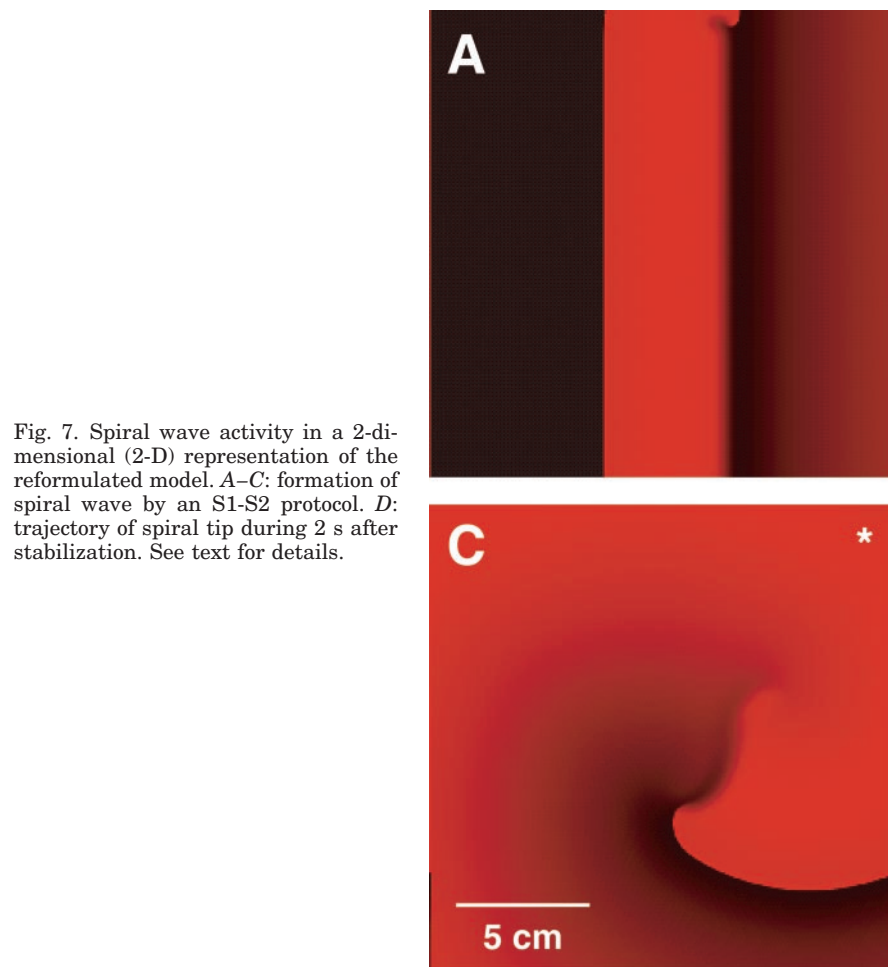 A
Fig. 7. Spiral wave activity in a 2-di-
mensional (2-D) representation of the
reformulated model. A–C: formation of
spiral wave by an S1-S2 protocol. D:
trajectory of spiral tip during 2 s after
stabilization. See text for details.
C *
5 cm